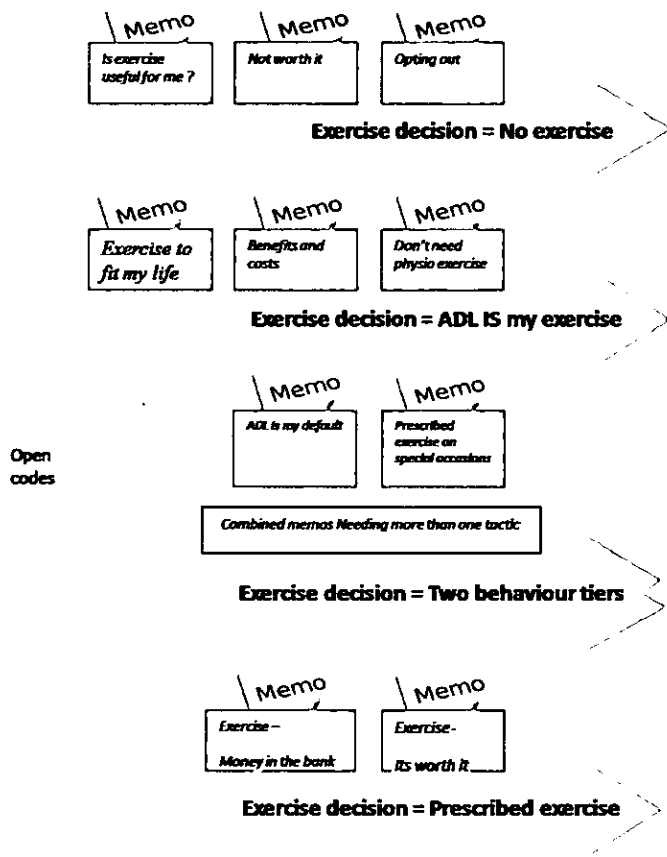 Memo Memo Memo
Is exercise
useful for me ?
Not worth it
Opting out
Exercise decision = No exercise
Memo Memo Memo
Exercise to
fit my life
Benefits and
costs
Don't need
physio exercise
Exercise decision = ADL IS my exercise
Memo Memo
ADL is my default
Prescribed
exercise on
special occasions
Open
codes
Combined memos Needing more than one tactic
Exercise decision = Two behaviour tiers
Memo Memo
Exercise –
Money in the bank
Exercise-
Its worth it
Exercise decision = Prescribed exercise